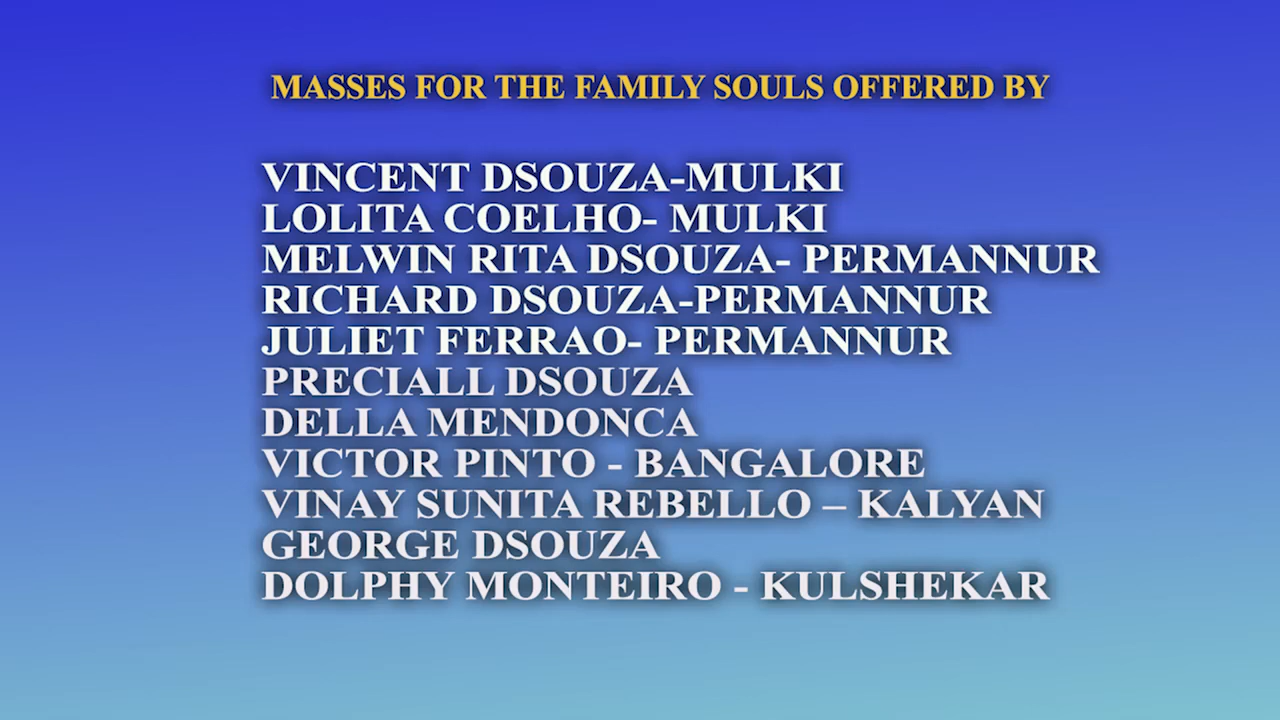 MASSES FOR THE FAMILY SOULS OFFERED BY
VINCENT DSOUZA-MULKI
LOLITA COELHO- MULKI
MELWIN RITA DSOUZA- PERMANNUR
RICHARD DSOUZA-PERMANNUR
JULIET FERRAO- PERMANNUR
PRECIALL DSOUZA
DELLA MENDONCA
VICTOR PINTO - BANGALORE
VINAY SUNITA REBELLO – KALYAN
GEORGE DSOUZA
DOLPHY MONTEIRO - KULSHEKAR